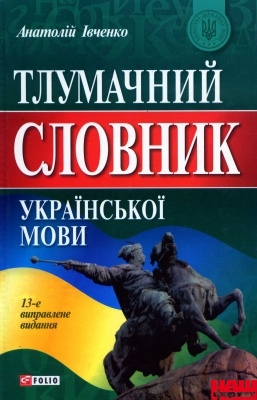 Анатолій Івченко
ТЛУМАЧНИЙ
СЛОВНИК
УКРАЇНСЬКОЇ
МОВИ
13-е
виправлене
видання
FOLIO